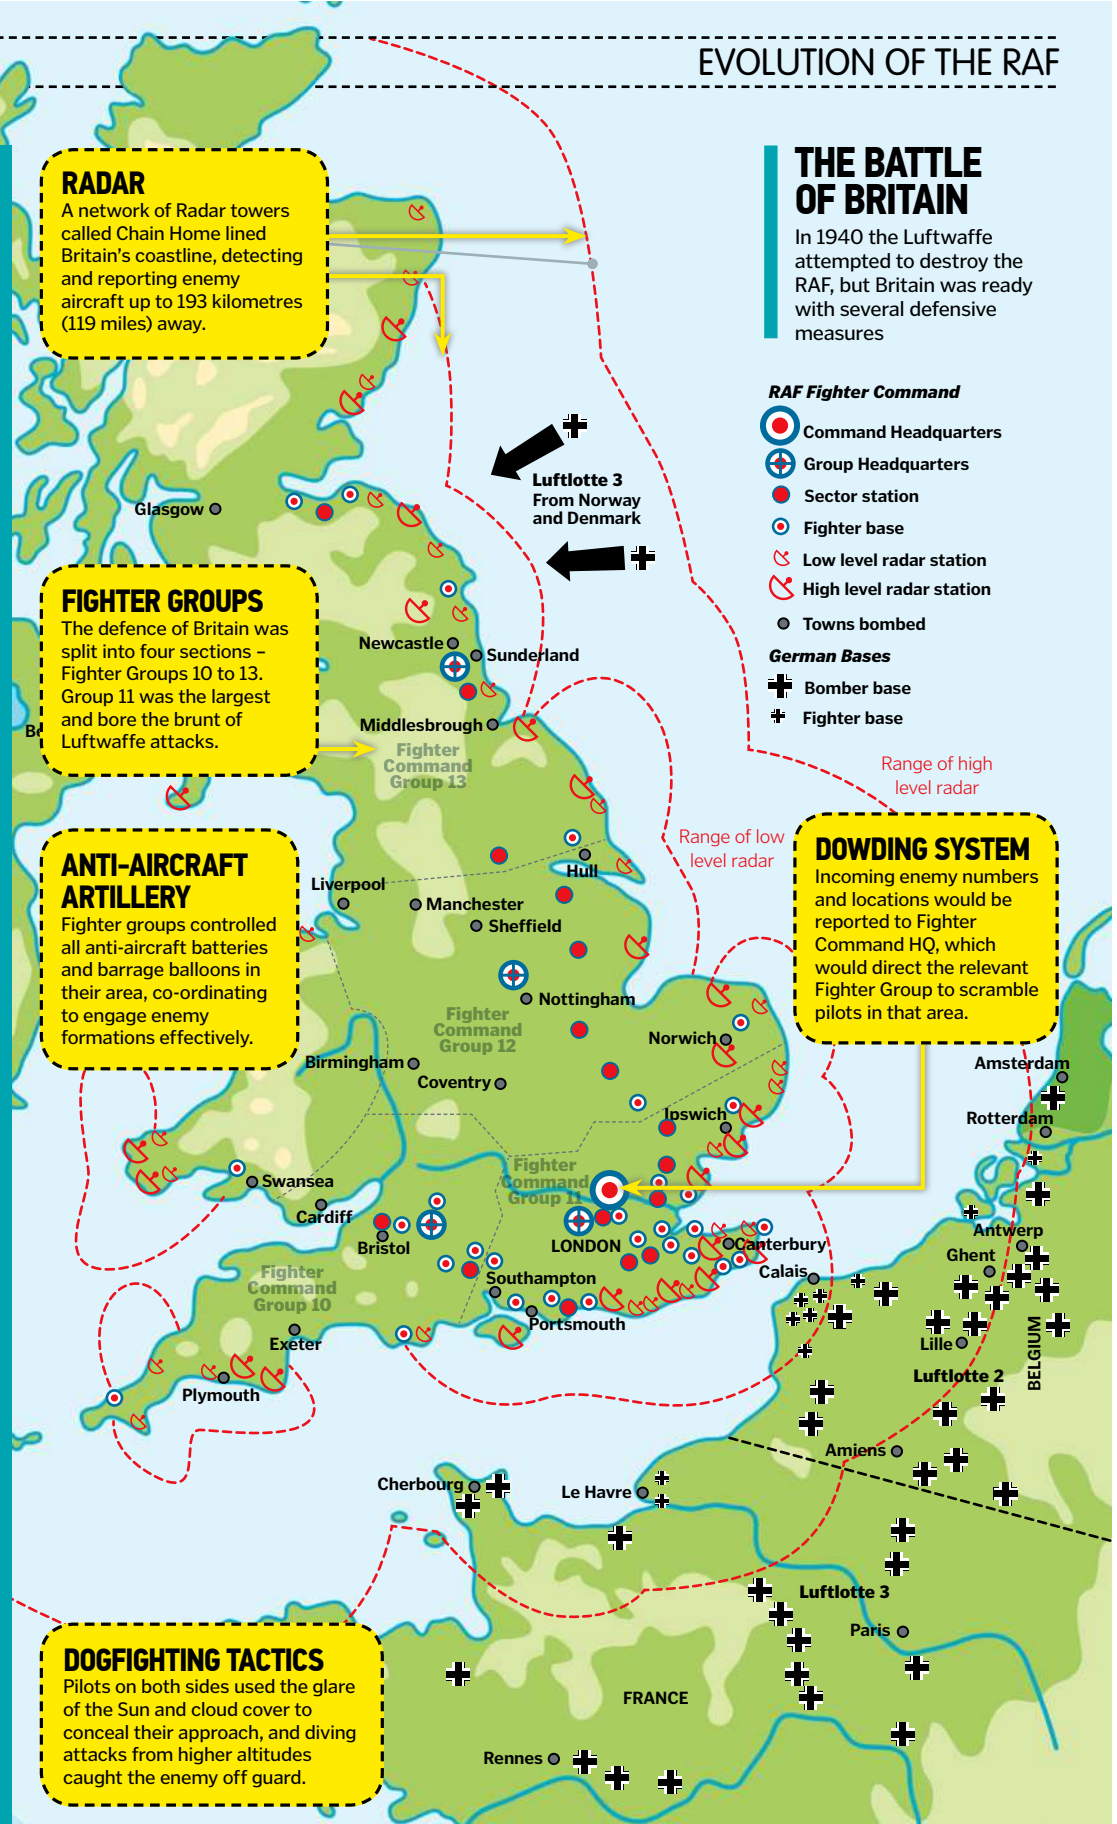 EVOLUTION OF THE RAF
THE BATTLE
OF BRITAIN
In 1940 the Luftwaffe
attempted to destroy the
RAF, but Britain was ready
with several defensive
measures
RADAR
A network of Radar towers
called Chain Home lined
Britain's coastline, detecting
and reporting enemy
aircraft up to 193 kilometres
(119 miles) away.
RAF Fighter Command
Command Headquarters
Group Headquarters
Sector station
Fighter base
Low level radar station
High level radar station
Towns bombed
German Bases
Bomber base
Fighter base
Luftlotte 3
From Norway
and Denmark
Glasgow
FIGHTER GROUPS
The defence of Britain was
split into four sections –
Fighter Groups 10 to 13.
Group 11 was the largest
and bore the brunt of
Luftwaffe attacks.
Newcastle
Sunderland
Middlesbrough
Fighter
Command
Group 13
Range of high
level radar
Range of low
level radar
DOWDING SYSTEM
Incoming enemy numbers
and locations would be
reported to Fighter
Command HQ, which
would direct the relevant
Fighter Group to scramble
pilots in that area.
ANTI-AIRCRAFT
ARTILLERY
Fighter groups controlled
all anti-aircraft batteries
and barrage balloons in
their area, co-ordinating
to engage enemy
formations effectively.
Hull
Liverpool
Manchester
Sheffield
Nottingham
Fighter
Command
Group 12
Norwich
Birmingham
Coventry
Ipswich
Amsterdam
Rotterdam
Fighter
Command
Group 11
Swansea
Cardiff
Bristol
LONDON
Canterbury
Antwerp
Ghent
Calais
Fighter
Command
Group 10
Southampton
Portsmouth
Exeter
Plymouth
Lille
BELGIUM
Luftlotte 2
Amiens
Cherbourg
Le Havre
Luftlotte 3
Paris
FRANCE
Rennes
DOGFIGHTING TACTICS
Pilots on both sides used the glare
of the Sun and cloud cover to
conceal their approach, and diving
attacks from higher altitudes
caught the enemy off guard.